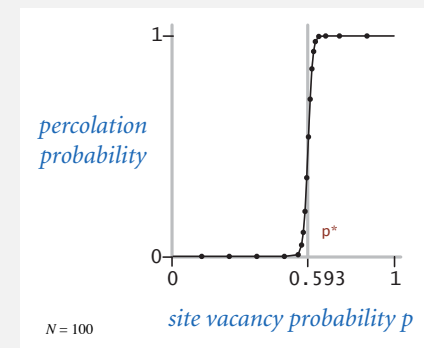 1
percolation
probability
p*
0
0 0.593 1
site vacancy probability p
N = 100